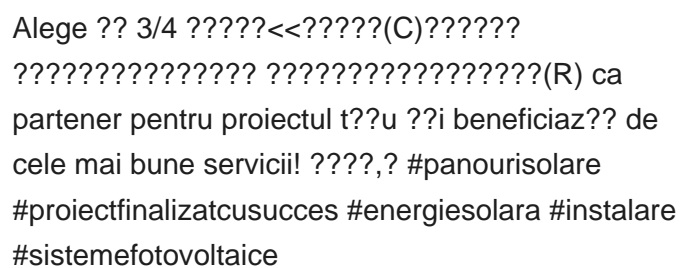 Alege ?? 3/4 ?????<<?????(C)??????
??????????????? ?????????????????(R) ca
partener pentru proiectul t??u ??i beneficiaz?? de
cele mai bune servicii! ????,? #panourisolare
#proiectfinalizatcusucces #energiesolara #instalare
#sistemefotovoltaice